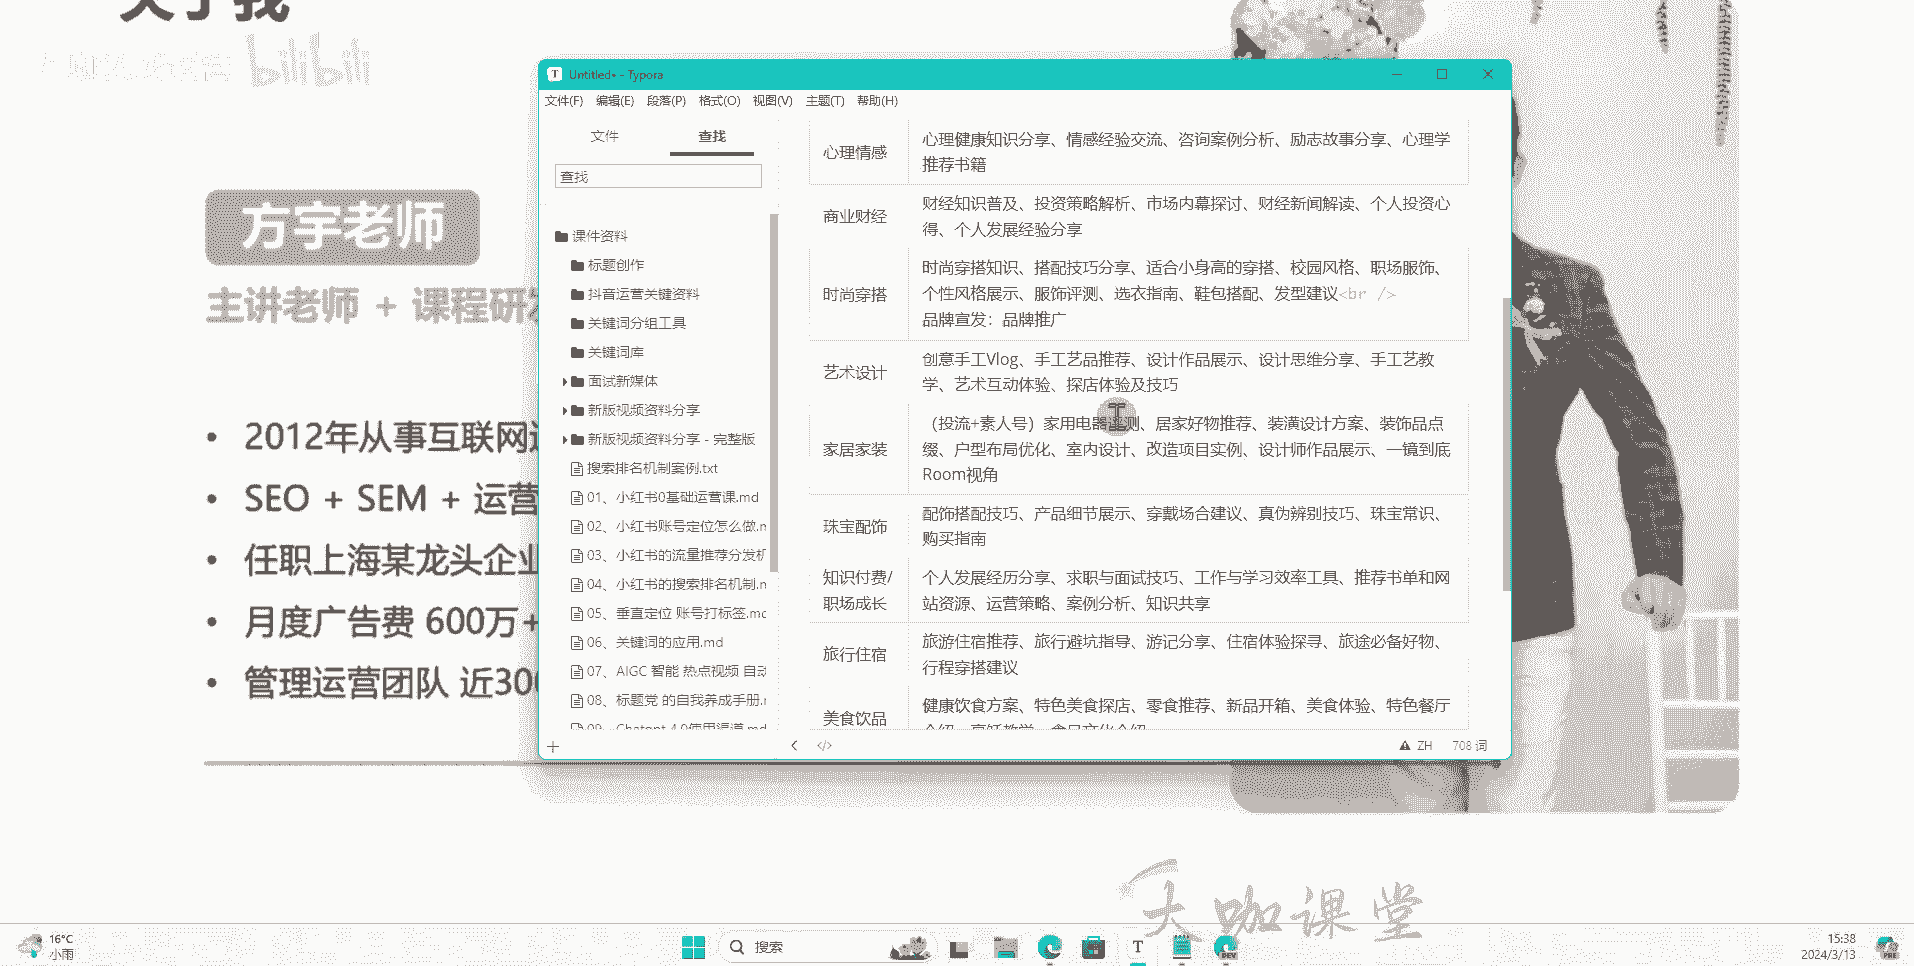 关于我
bilibili
方宇老师
主讲老师 + 课程研发
2012年从事互联网
SEO + SEM + 运营
任职上海某龙头企业
月度广告费 600万+
管理运营团队 近300
Untitled• - Typora
文件(F) 编辑(E) 段落(P) 格式(O) 视图(V) 主题(T) 帮助(H)
文件 查找
查找
课件资料
标题创作
抖音运营关键资料
关键词分组工具
关键词库
面试新媒体
新版视频资料分享
新版视频资料分享 - 完整版
搜索排名机制案例.txt
01、小红书0基础运营课.md
02、小红书账号定位怎么做.m
03、小红书的流量推荐分发机
04、小红书的搜索排名机制.m
05、垂直定位 账号打标签.mc
06、关键词的应用.md
07、AIGC 智能 热点视频 自动
08、标题党 的自我养成手册.r
09、Chatgpt 4.0使用渠道.md
心理情感
心理健康知识分享、情感经验交流、咨询案例分析、励志故事分享、心理学
推荐书籍
商业财经
财经知识普及、投资策略解析、市场内幕探讨、财经新闻解读、个人投资心
得、个人发展经验分享
时尚穿搭
时尚穿搭知识、搭配技巧分享、适合小身高的穿搭、校园风格、职场服饰、
个性风格展示、服饰评测、选衣指南、鞋包搭配、发型建议<br />
品牌宣发：品牌推广
艺术设计
创意手工Vlog、手工艺品推荐、设计作品展示、设计思维分享、手工艺教
学、艺术互动体验、探店体验及技巧
家居家装
（投流+素人号）家用电器评测、居家好物推荐、装潢设计方案、装饰品点
缀、户型布局优化、室内设计、改造项目实例、设计师作品展示、一镜到底
Room视角
珠宝配饰
配饰搭配技巧、产品细节展示、穿戴场合建议、真伪辨别技巧、珠宝常识、
购买指南
知识付费/
职场成长
个人发展经历分享、求职与面试技巧、工作与学习效率工具、推荐书单和网
站资源、运营策略、案例分析、知识共享
旅行住宿
旅游住宿推荐、旅行避坑指导、游记分享、住宿体验探寻、旅途必备好物、
行程穿搭建议
美食饮品
健康饮食方案、特色美食探店、零食推荐、新品开箱、美食体验、特色餐厅
介绍、烹饪教学、食品文化介绍
ZH 708 词
大咖课堂
16°C
小雨
搜索
DEV
15:38
2024/3/13
PRE